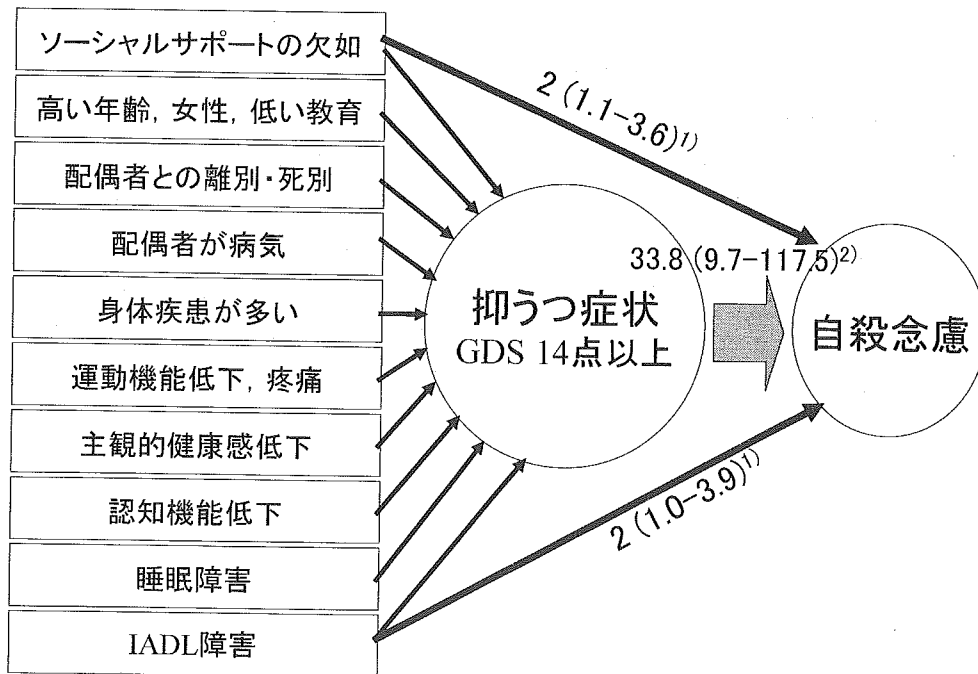 ソーシャルサポートの欠如
高い年齢, 女性, 低い教育
配偶者との離別・死別
配偶者が病気
身体疾患が多い
運動機能低下, 疼痛
主観的健康感低下
認知機能低下
睡眠障害
IADL障害
2 (1.1-3.6)1)
33.8 (9.7-117.5)2)
抑うつ症状
GDS 14点以上
自殺念慮
2 (1.0-3.9)1)